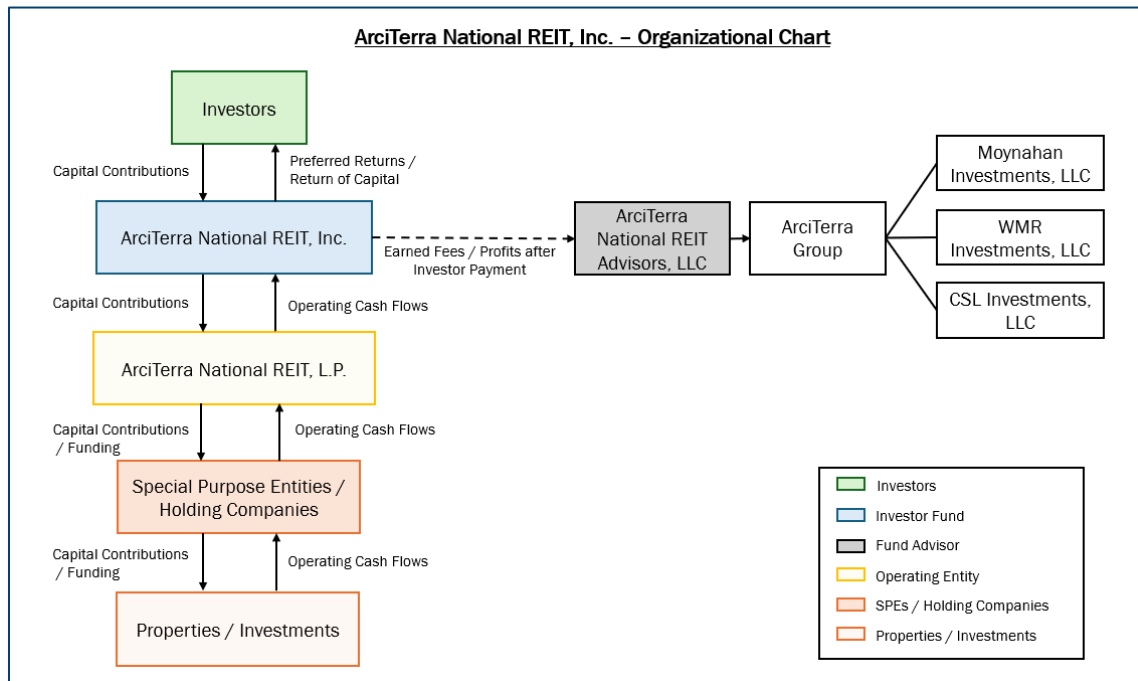 ArciTerra National REIT, Inc. – Organizational Chart
Investors
Capital Contributions
Preferred Returns /
Return of Capital
ArciTerra National REIT, Inc.
Earned Fees / Profits after
Investor Payment
ArciTerra
National REIT
Advisors, LLC
ArciTerra
Group
Moynahan
Investments, LLC
WMR
Investments, LLC
CSL Investments,
LLC
Capital Contributions
Operating Cash Flows
ArciTerra National REIT, L.P.
Capital Contributions
/ Funding
Operating Cash Flows
Special Purpose Entities /
Holding Companies
Capital Contributions
/ Funding
Operating Cash Flows
Properties / Investments
Investors
Investor Fund
Fund Advisor
Operating Entity
SPEs / Holding Companies
Properties / Investments